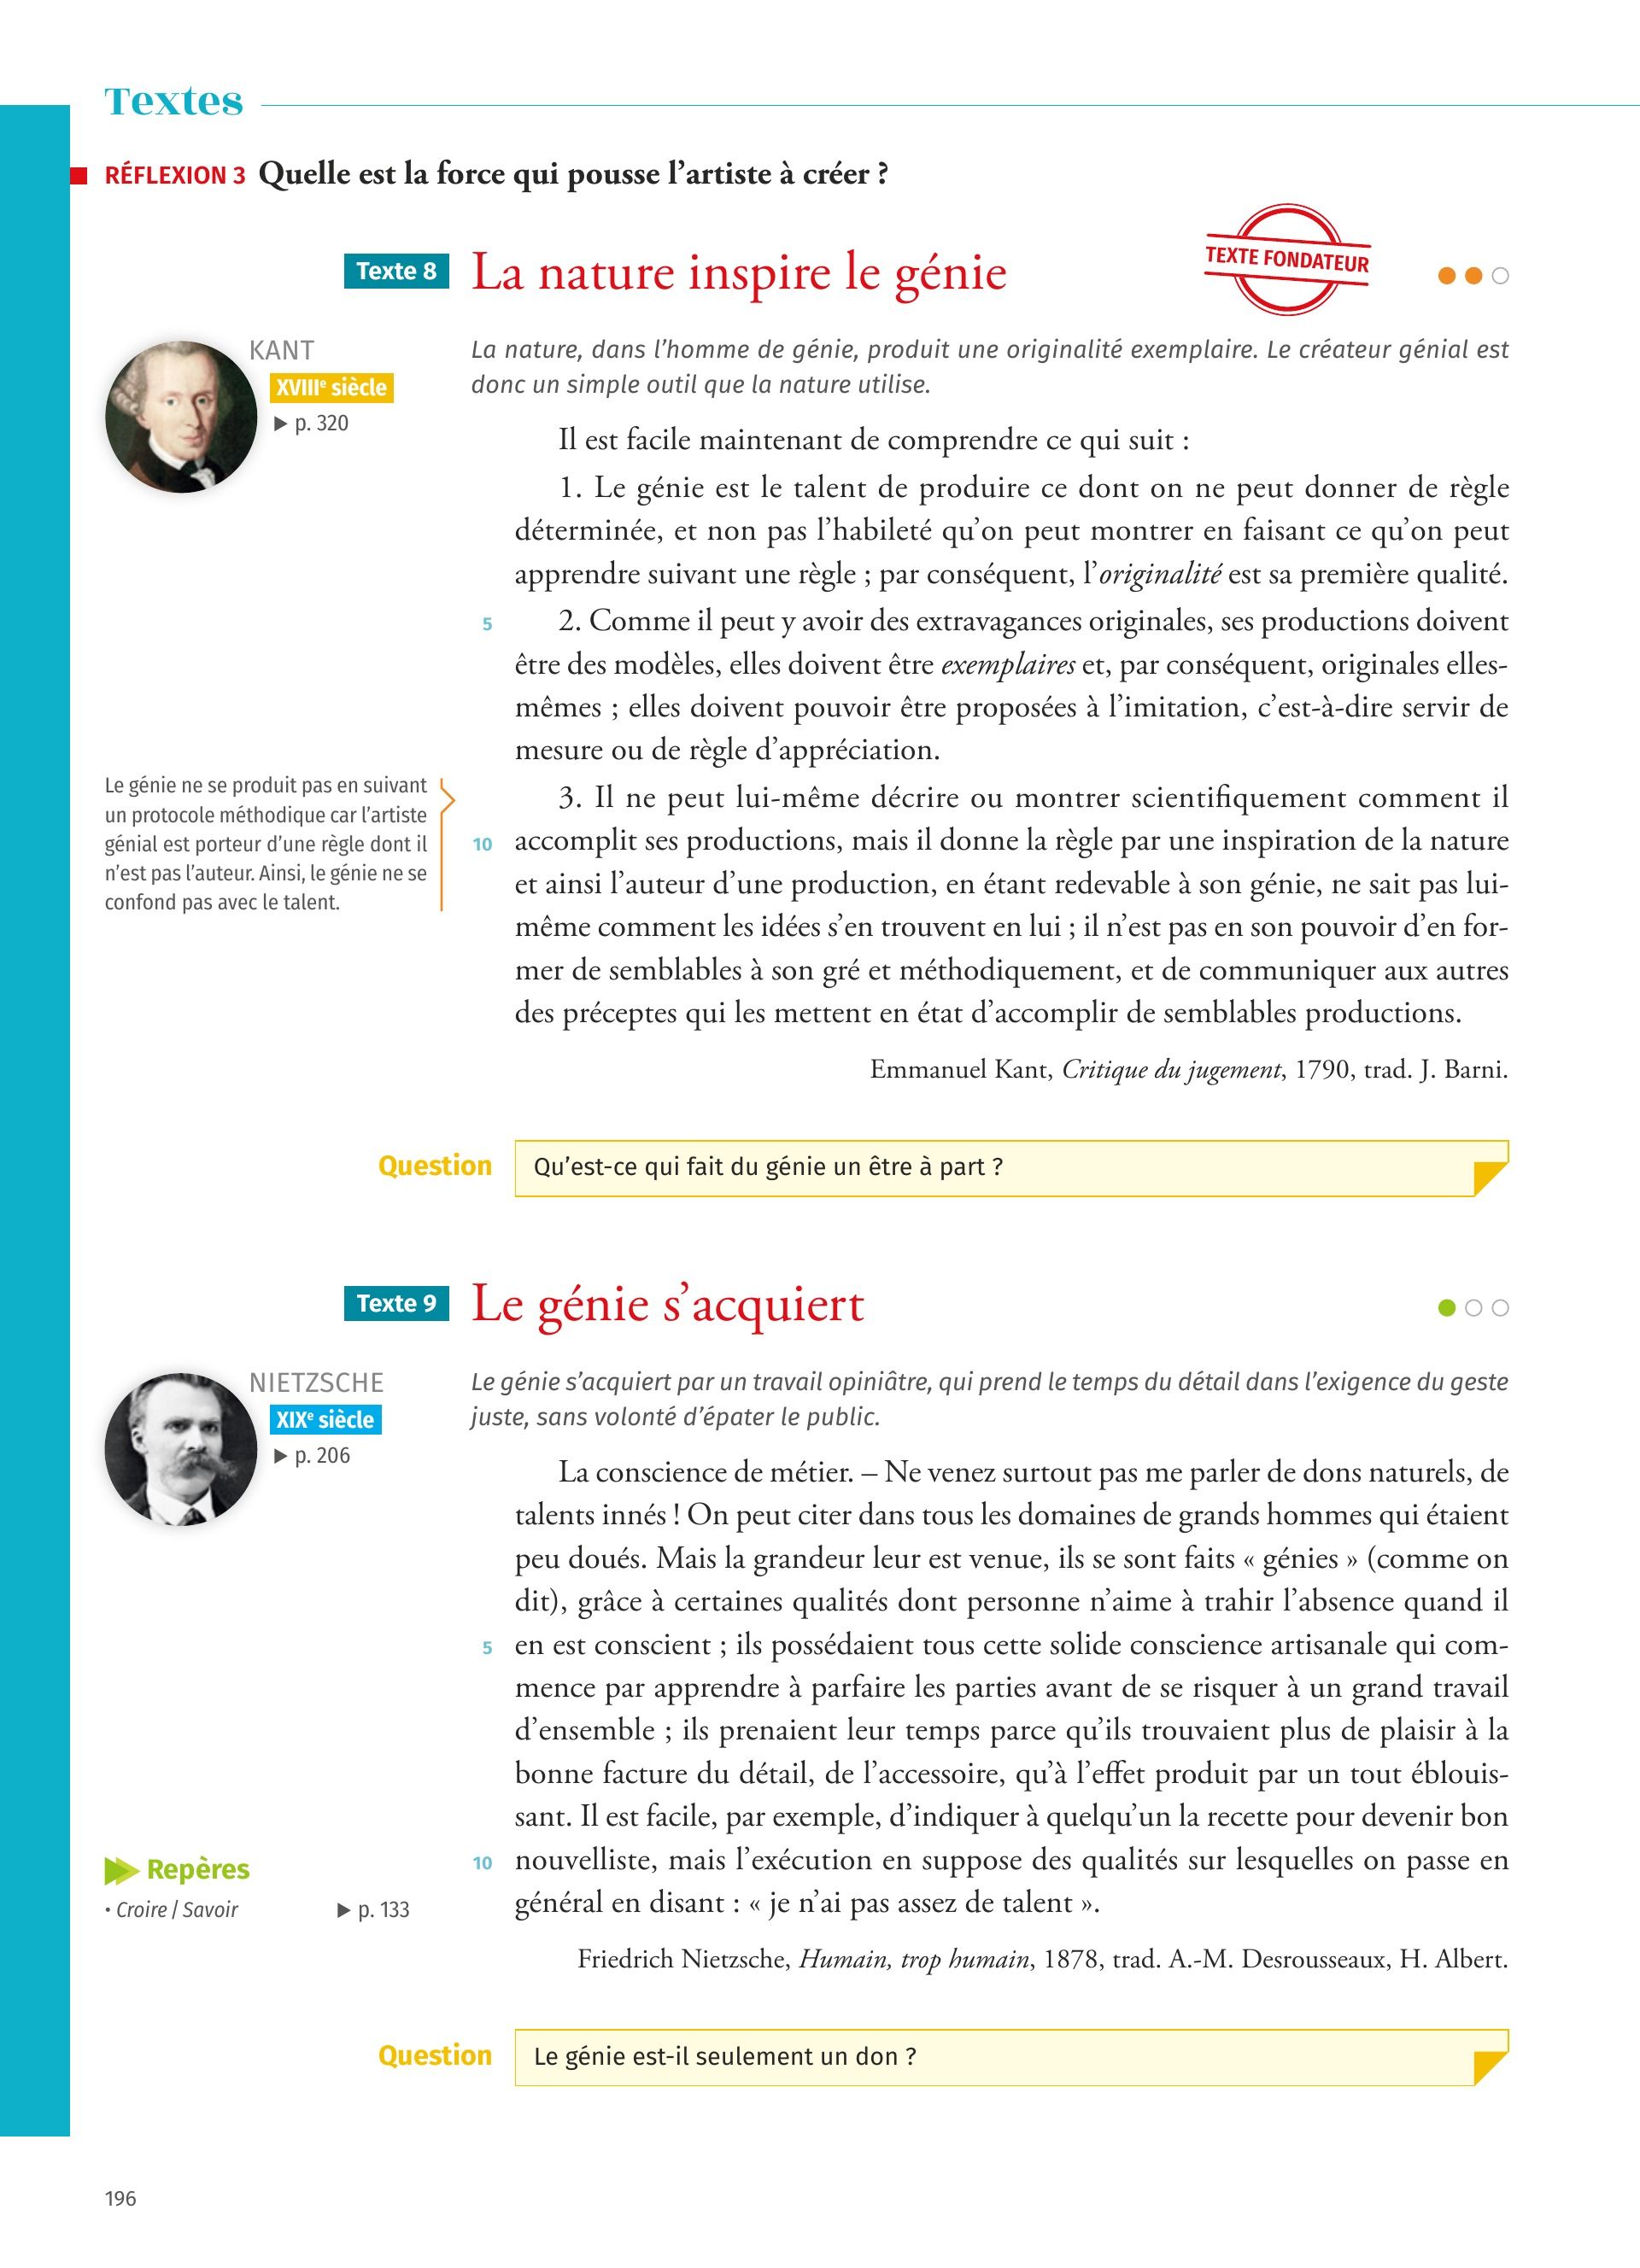 Textes
RÉFLEXION 3 Quelle est la force qui pousse l’artiste à créer ?
TEXTE FONDATEUR
Texte 8 La nature inspire le génie
KANT
XVIIIe siècle
▶ p. 320
La nature, dans l’homme de génie, produit une originalité exemplaire. Le créateur génial est
donc un simple outil que la nature utilise.
Il est facile maintenant de comprendre ce qui suit :
1. Le génie est le talent de produire ce dont on ne peut donner de règle
déterminée, et non pas l’habileté qu’on peut montrer en faisant ce qu’on peut
apprendre suivant une règle ; par conséquent, l’originalité est sa première qualité.
5 2. Comme il peut y avoir des extravagances originales, ses productions doivent
être des modèles, elles doivent être exemplaires et, par conséquent, originales elles-
mêmes ; elles doivent pouvoir être proposées à l’imitation, c’est-à-dire servir de
mesure ou de règle d’appréciation.
Le génie ne se produit pas en suivant
un protocole méthodique car l’artiste
génial est porteur d’une règle dont il
n’est pas l’auteur. Ainsi, le génie ne se
confond pas avec le talent.
3. Il ne peut lui-même décrire ou montrer scientifiquement comment il
10 accomplit ses productions, mais il donne la règle par une inspiration de la nature
et ainsi l’auteur d’une production, en étant redevable à son génie, ne sait pas lui-
même comment les idées s’en trouvent en lui ; il n’est pas en son pouvoir d’en for-
mer de semblables à son gré et méthodiquement, et de communiquer aux autres
des préceptes qui les mettent en état d’accomplir de semblables productions.
Emmanuel Kant, Critique du jugement, 1790, trad. J. Barni.
Question Qu’est-ce qui fait du génie un être à part ?
Texte 9 Le génie s’acquiert
NIETZSCHE
XIXe siècle
▶ p. 206
Le génie s’acquiert par un travail opiniâtre, qui prend le temps du détail dans l’exigence du geste
juste, sans volonté d’épater le public.
La conscience de métier. – Ne venez surtout pas me parler de dons naturels, de
talents innés ! On peut citer dans tous les domaines de grands hommes qui étaient
peu doués. Mais la grandeur leur est venue, ils se sont faits « génies » (comme on
dit), grâce à certaines qualités dont personne n’aime à trahir l’absence quand il
5 en est conscient ; ils possédaient tous cette solide conscience artisanale qui com-
mence par apprendre à parfaire les parties avant de se risquer à un grand travail
d’ensemble ; ils prenaient leur temps parce qu’ils trouvaient plus de plaisir à la
bonne facture du détail, de l’accessoire, qu’à l’effet produit par un tout éblouis-
sant. Il est facile, par exemple, d’indiquer à quelqu’un la recette pour devenir bon
10 nouvelliste, mais l’exécution en suppose des qualités sur lesquelles on passe en
général en disant : « je n’ai pas assez de talent ».
Repères
• Croire / Savoir ▶ p. 133
Friedrich Nietzsche, Humain, trop humain, 1878, trad. A.-M. Desrousseaux, H. Albert.
Question Le génie est-il seulement un don ?
196